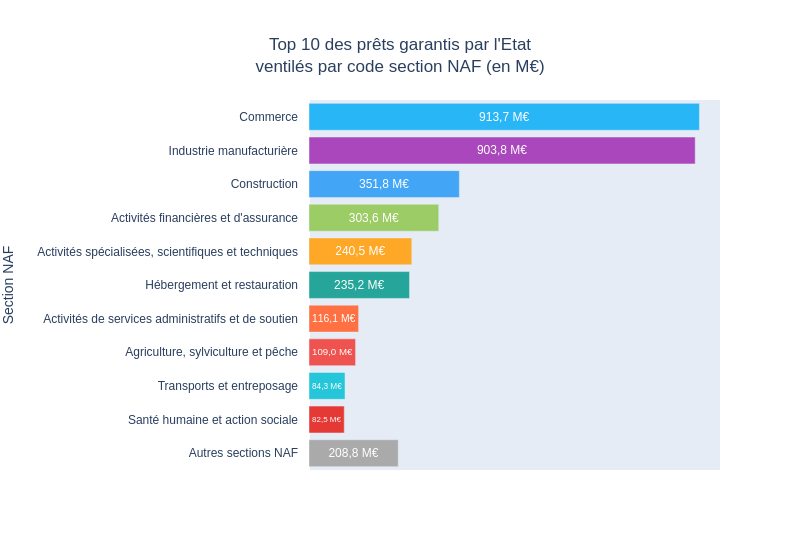 Top 10 des prêts garantis par l'Etat
ventilés par code section NAF (en M€)
Section NAF
Commerce 913,7 M€
Industrie manufacturière 903,8 M€
Construction 351,8 M€
Activités financières et d'assurance 303,6 M€
Activités spécialisées, scientifiques et techniques 240,5 M€
Hébergement et restauration 235,2 M€
Activités de services administratifs et de soutien 116,1 M€
Agriculture, sylviculture et pêche 109,0 M€
Transports et entreposage 84,3 M€
Santé humaine et action sociale 82,5 M€
Autres sections NAF 208,8 M€